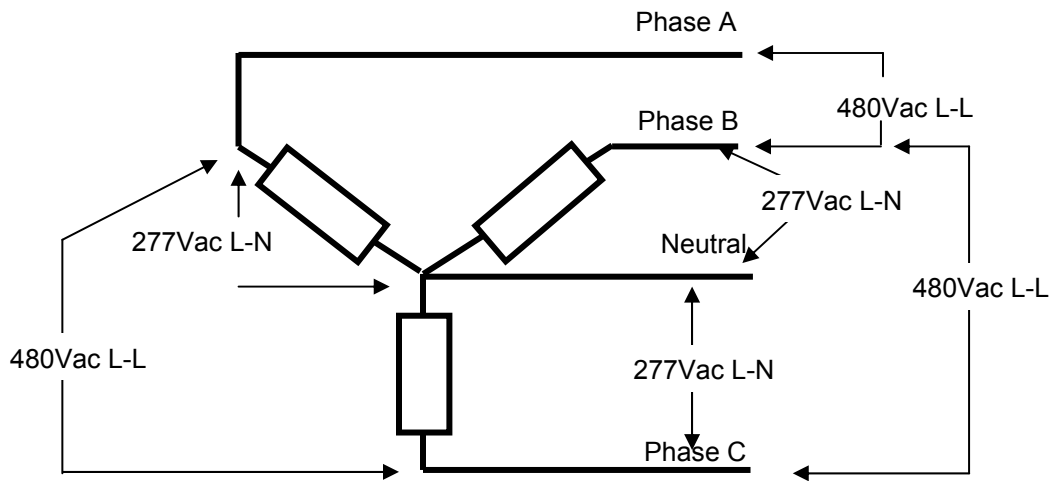 Phase A
480Vac L-L
Phase B
277Vac L-N
277Vac L-N
Neutral
480Vac L-L
480Vac L-L
277Vac L-N
Phase C